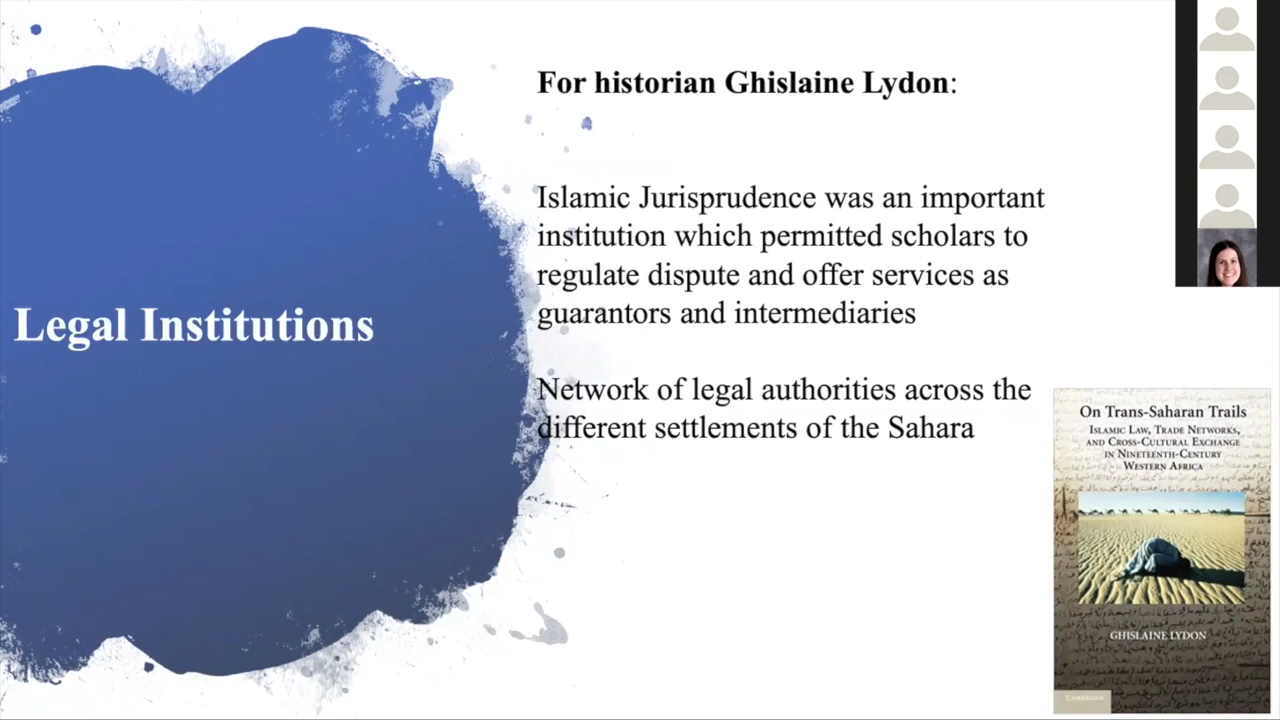 For historian Ghislaine Lydon:
Islamic Jurisprudence was an important
institution which permitted scholars to
regulate dispute and offer services as
guarantors and intermediaries
Legal Institutions
Network of legal authorities across the
different settlements of the Sahara
On Trans-Saharan Trails
Islamic Law, Trade Networks,
and Cross-Cultural Exchange
in Nineteenth-Century
Western Africa
GHISLAINE LYDON
CAMBRIDGE